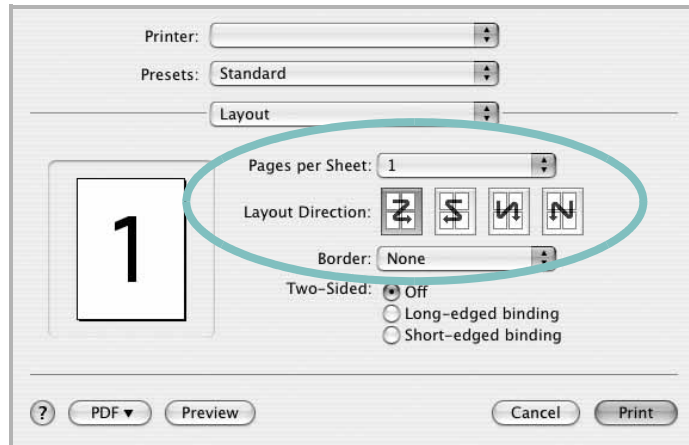 Printer:
Presets: Standard
Layout
Pages per Sheet: 1
1
Layout Direction:
Border: None
Two-Sided: Off
Long-edged binding
Short-edged binding
? PDF▼ Preview Cancel Print